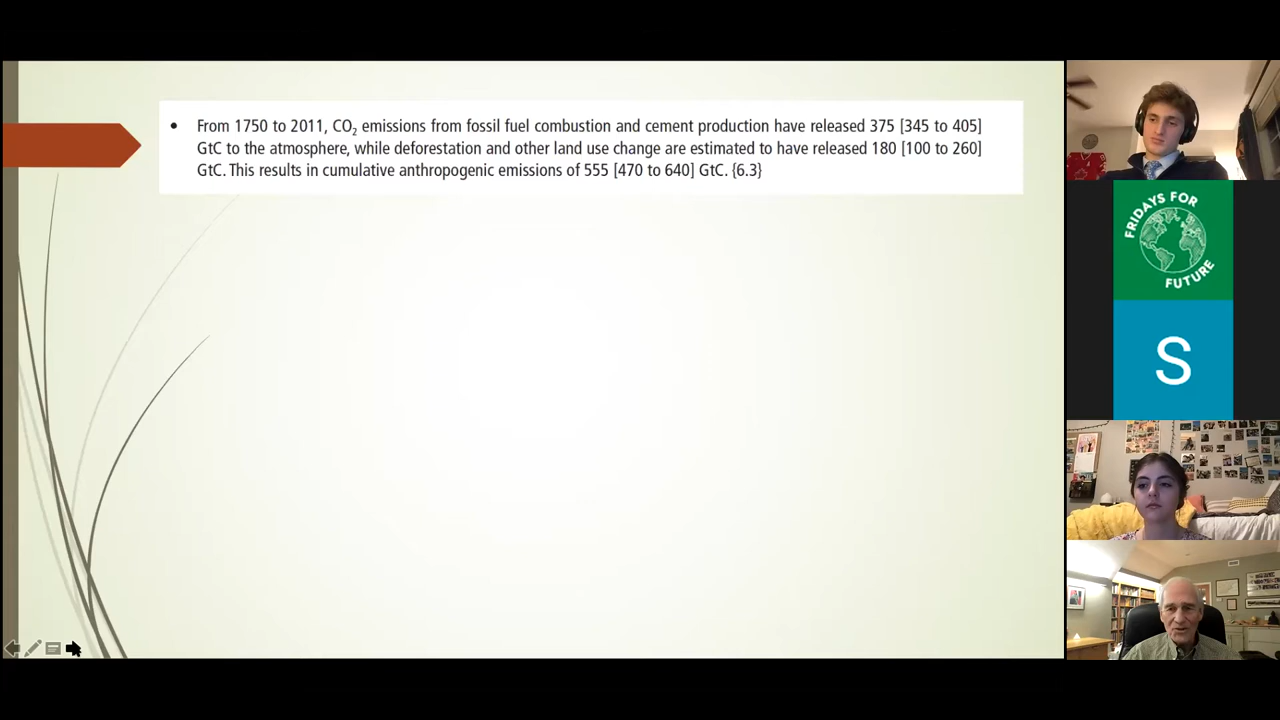 • From 1750 to 2011, CO₂ emissions from fossil fuel combustion and cement production have released 375 [345 to 405]
GtC to the atmosphere, while deforestation and other land use change are estimated to have released 180 [100 to 260]
GtC. This results in cumulative anthropogenic emissions of 555 [470 to 640] GtC. {6.3}
FRIDAYS FOR
FUTURE
S